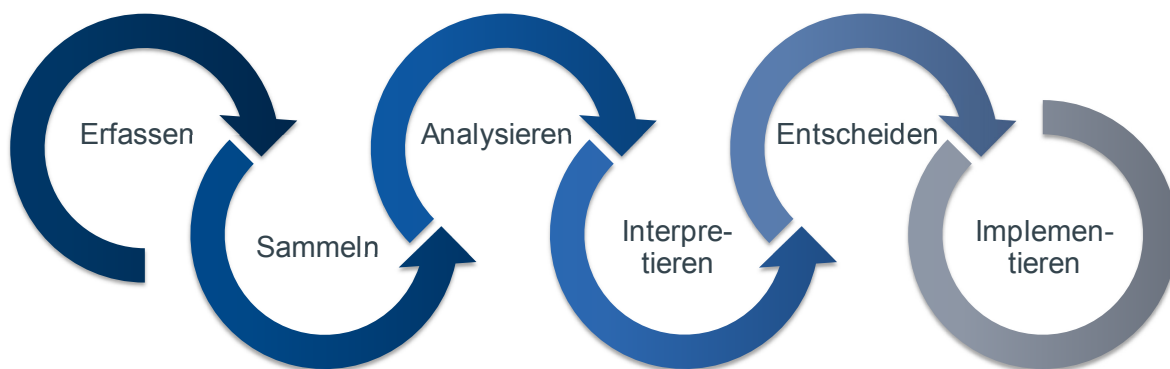 Erfassen
Sammeln
Analysieren
Interpre-
tieren
Entscheiden
Implemen-
tieren